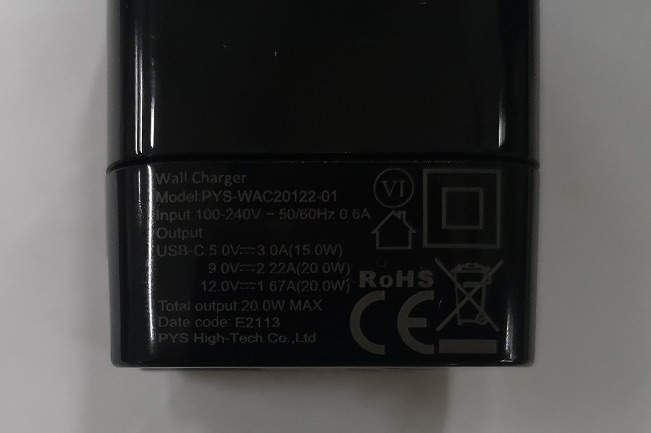 Wall Charger
Model:PYS-WAC20122-01
Input:100-240V ~ 50/60Hz 0.6A
Output
USB-C:5.0V⎓3.0A(15.0W)
9.0V⎓2.22A(20.0W)
12.0V⎓1.67A(20.0W)
Total output:20.0W MAX
Date code: E2113
PYS High-Tech Co.,Ltd
VI
RoHS
CE